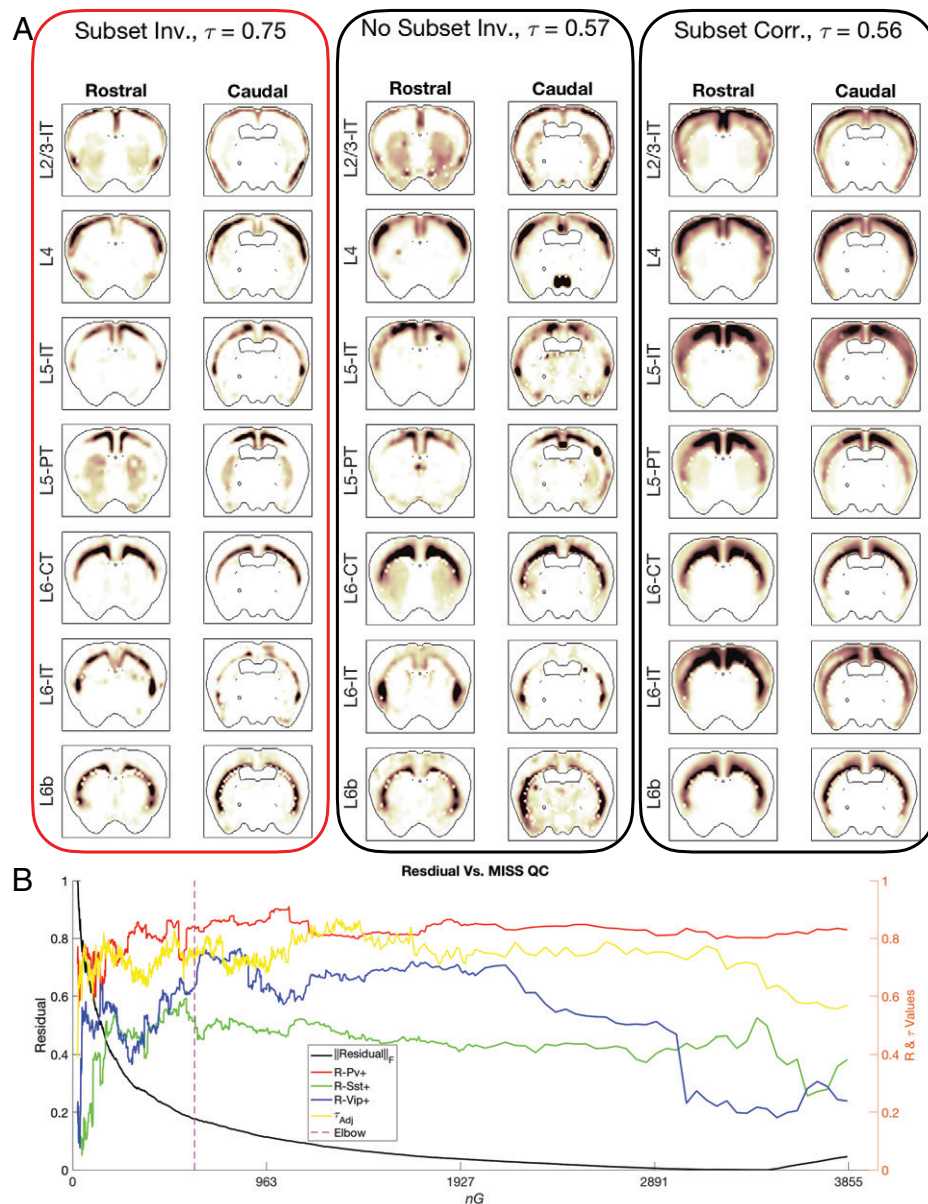 A
Subset Inv., τ = 0.75
No Subset Inv., τ = 0.57
Subset Corr., τ = 0.56
Rostral Caudal
Rostral Caudal
Rostral Caudal
L2/3-IT
L2/3-IT
L2/3-IT
L4
L4
L4
L5-IT
L5-IT
L5-IT
L5-PT
L5-PT
L5-PT
L6-CT
L6-CT
L6-CT
L6-IT
L6-IT
L6-IT
L6b
L6b
L6b
B
Resdiual Vs. MISS QC
1
0.8
0.6
0.4
0.2
0
Residual
1
0.8
0.6
0.4
0.2
0
R & τ Values
||Residual||F
R-Pv+
R-Sst+
R-Vip+
τAdj
Elbow
0 963 1927 2891 3855
nG